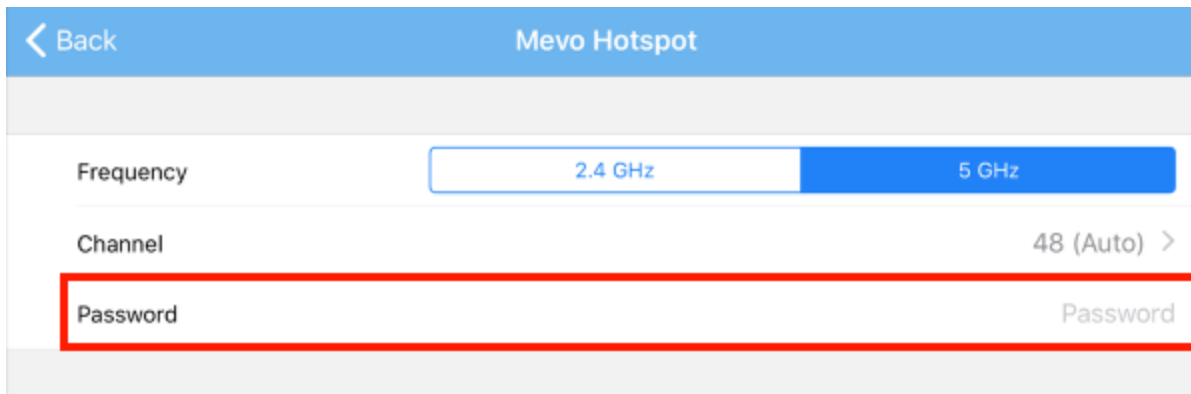 Back
Mevo Hotspot
Frequency 2.4 GHz 5 GHz
Channel 48 (Auto)
Password Password